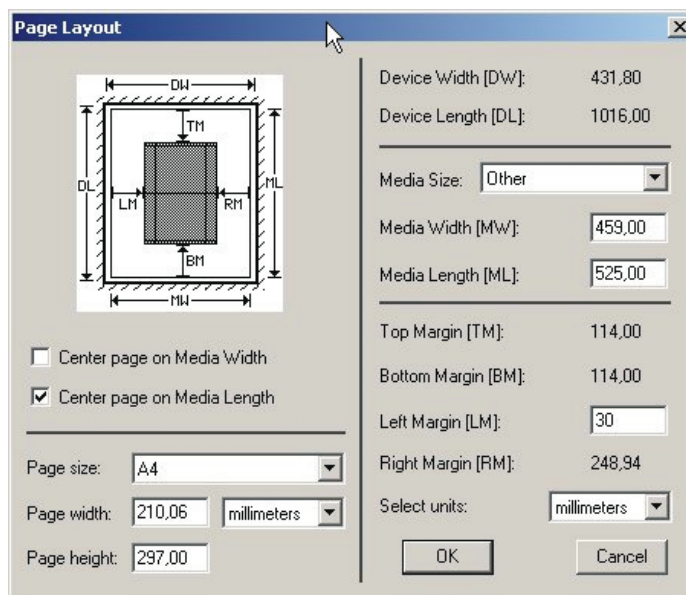 Page Layout
DW
TM
DL
ML
LM
RM
BM
MW
Center page on Media Width
Center page on Media Length
Page size: A4
Page width: 210,06 millimeters
Page height: 297,00
Device Width [DW]: 431,80
Device Length [DL]: 1016,00
Media Size: Other
Media Width [MW]: 459,00
Media Length [ML]: 525,00
Top Margin [TM]: 114,00
Bottom Margin [BM]: 114,00
Left Margin [LM]: 30
Right Margin [RM]: 248,94
Select units: millimeters
OK Cancel